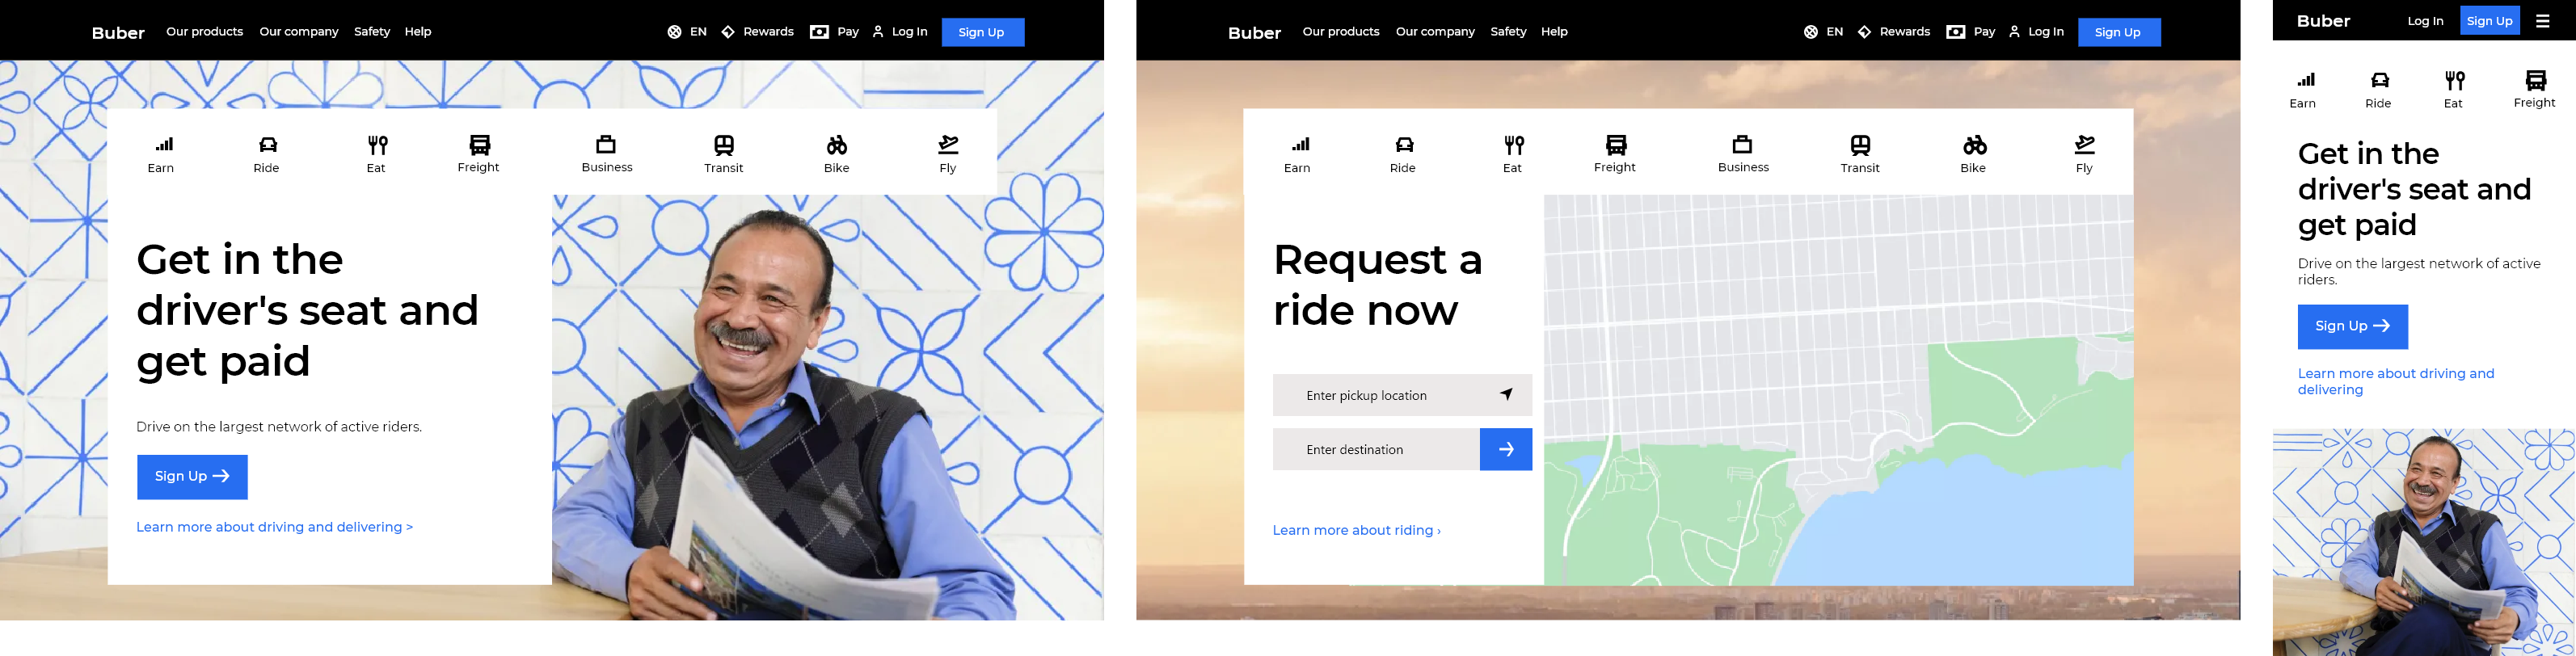 Buber Our products Our company Safety Help EN Rewards Pay Log In Sign Up
Earn Ride Eat Freight Business Transit Bike Fly
Get in the
driver's seat and
get paid
Drive on the largest network of active riders.
Sign Up
Learn more about driving and delivering >
Buber Our products Our company Safety Help EN Rewards Pay Log In Sign Up
Earn Ride Eat Freight Business Transit Bike Fly
Request a
ride now
Enter pickup location
Enter destination
Learn more about riding ›
Buber Log In Sign Up
Earn Ride Eat Freight
Get in the
driver's seat and
get paid
Drive on the largest network of active
riders.
Sign Up
Learn more about driving and
delivering